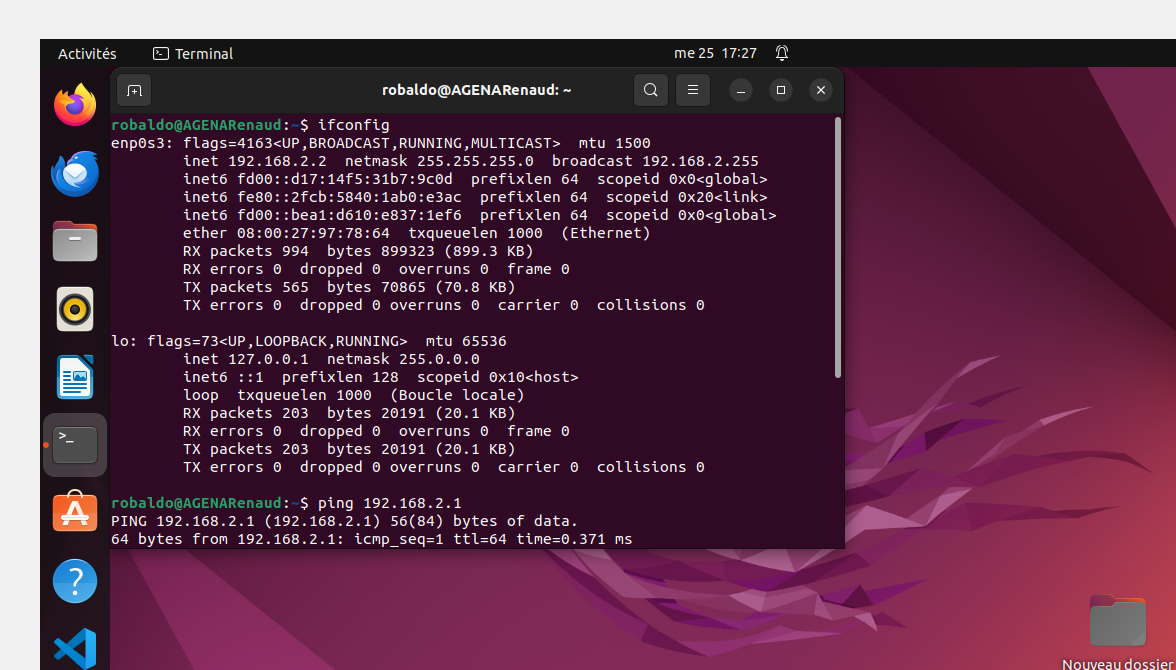 Activités
Terminal
me 25 17:27
robaldo@AGENARenaud: ~
robaldo@AGENARenaud:~$ ifconfig
enp0s3: flags=4163<UP,BROADCAST,RUNNING,MULTICAST>  mtu 1500
        inet 192.168.2.2  netmask 255.255.255.0  broadcast 192.168.2.255
        inet6 fd00::d17:14f5:31b7:9c0d  prefixlen 64  scopeid 0x0<global>
        inet6 fe80::2fcb:5840:1ab0:e3ac  prefixlen 64  scopeid 0x20<link>
        inet6 fd00::bea1:d610:e837:1ef6  prefixlen 64  scopeid 0x0<global>
        ether 08:00:27:97:78:64  txqueuelen 1000  (Ethernet)
        RX packets 994  bytes 899323 (899.3 KB)
        RX errors 0  dropped 0  overruns 0  frame 0
        TX packets 565  bytes 70865 (70.8 KB)
        TX errors 0  dropped 0 overruns 0  carrier 0  collisions 0
lo: flags=73<UP,LOOPBACK,RUNNING>  mtu 65536
        inet 127.0.0.1  netmask 255.0.0.0
        inet6 ::1  prefixlen 128  scopeid 0x10<host>
        loop  txqueuelen 1000  (Boucle locale)
        RX packets 203  bytes 20191 (20.1 KB)
        RX errors 0  dropped 0  overruns 0  frame 0
        TX packets 203  bytes 20191 (20.1 KB)
        TX errors 0  dropped 0 overruns 0  carrier 0  collisions 0
robaldo@AGENARenaud:~$ ping 192.168.2.1
PING 192.168.2.1 (192.168.2.1) 56(84) bytes of data.
64 bytes from 192.168.2.1: icmp_seq=1 ttl=64 time=0.371 ms
Nouveau dossier